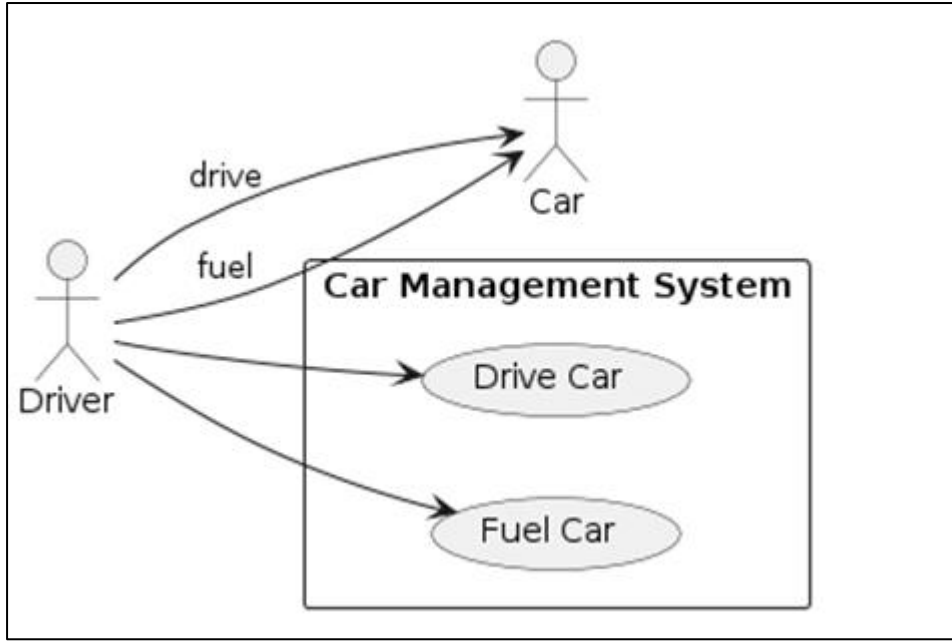 Car
drive
fuel
Car Management System
Driver
Drive Car
Fuel Car